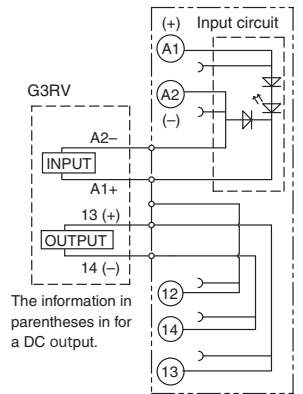 (+)
Input circuit
A1
A2
(−)
G3RV
A2−
INPUT
A1+
13 (+)
OUTPUT
14 (−)
The information in
parentheses in for
a DC output.
12
14
13